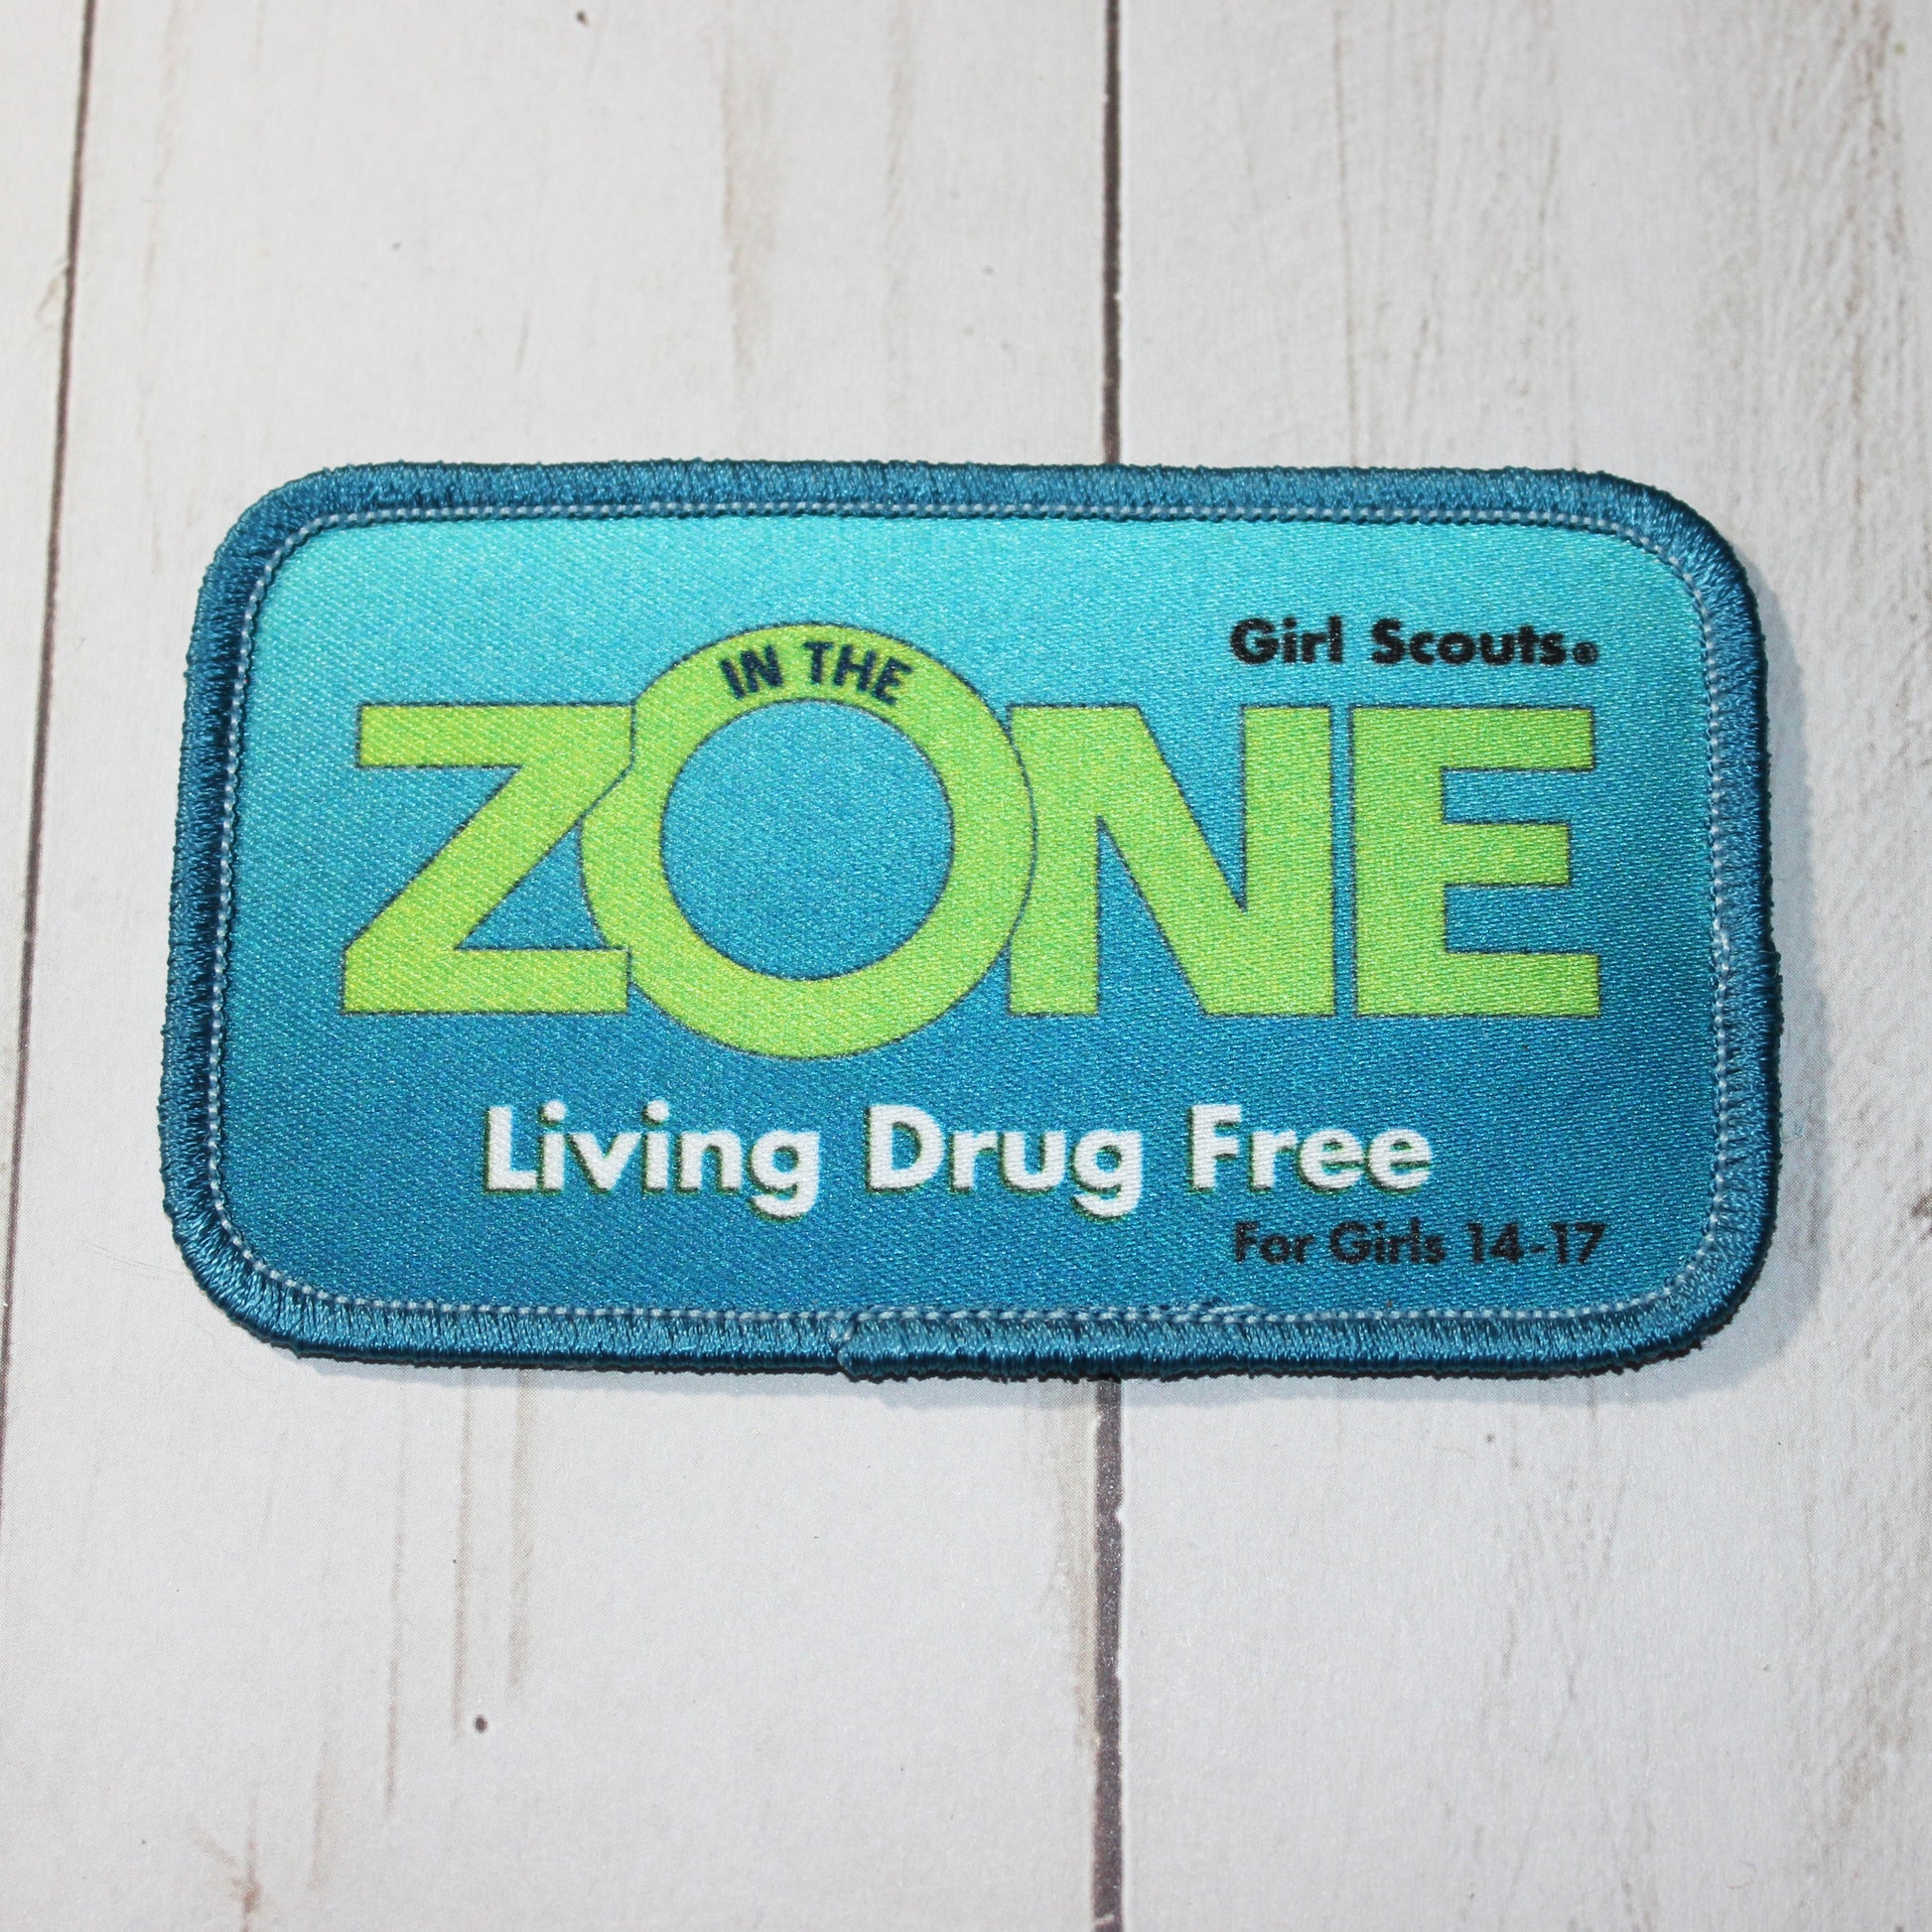 Girl Scouts®
IN THE
ZONE
Living Drug Free
For Girls 14-17